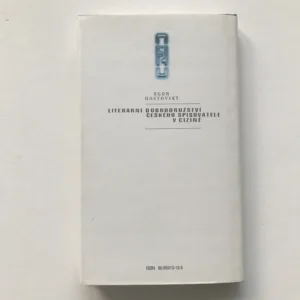 EGON
HOSTOVSKÝ
LITERÁRNÍ DOBRODRUŽSTVÍ
ČESKÉHO SPISOVATELE
V CIZINĚ
ISBN